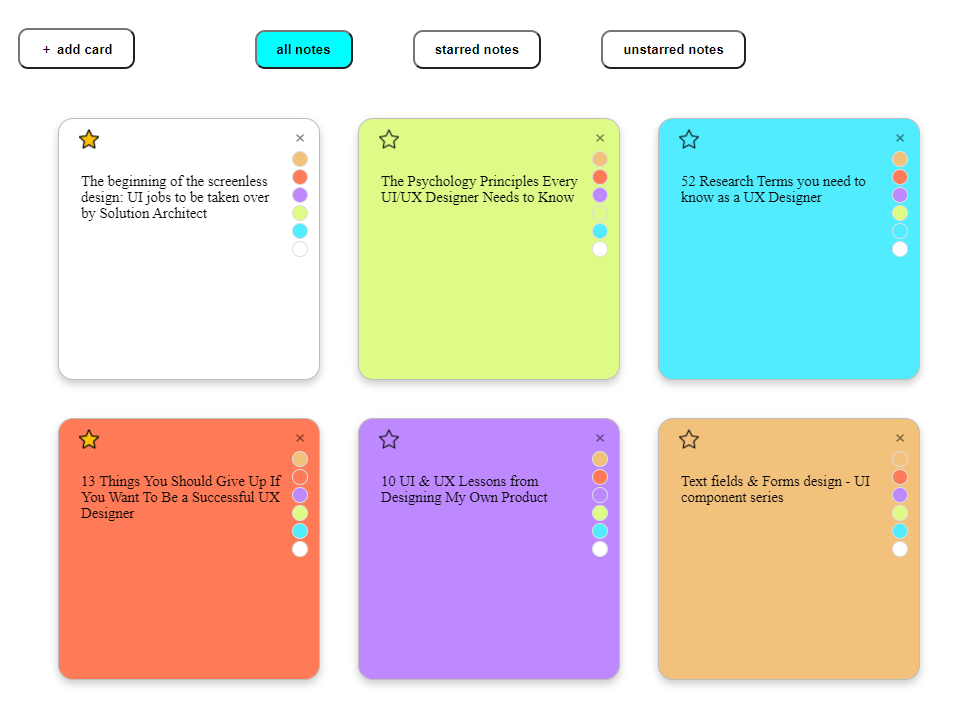 + add card
all notes
starred notes
unstarred notes
×
The beginning of the screenless
design: UI jobs to be taken over
by Solution Architect
×
The Psychology Principles Every
UI/UX Designer Needs to Know
×
52 Research Terms you need to
know as a UX Designer
×
13 Things You Should Give Up If
You Want To Be a Successful UX
Designer
×
10 UI & UX Lessons from
Designing My Own Product
×
Text fields & Forms design - UI
component series